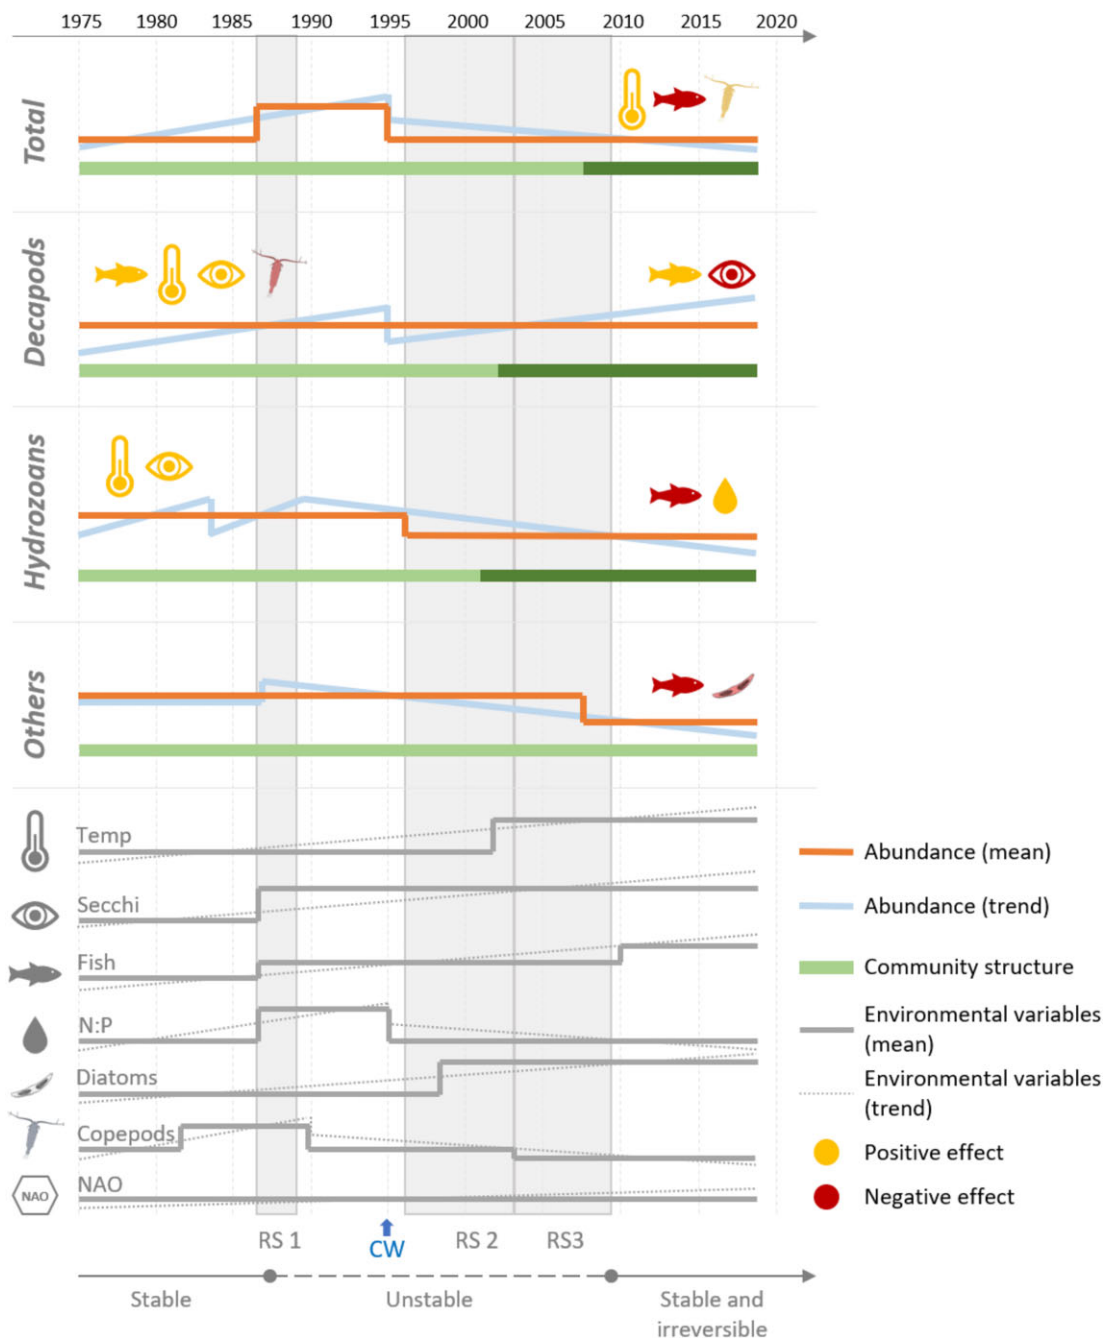 1975 1980 1985 1990 1995 2000 2005 2010 2015 2020
Total
Decapods
Hydrozoans
Others
Temp
Secchi
Fish
N:P
Diatoms
Copepods
NAO
NAO
Abundance (mean)
Abundance (trend)
Community structure
Environmental variables
(mean)
Environmental variables
(trend)
Positive effect
Negative effect
RS 1
CW
RS 2
RS3
Stable
Unstable
Stable and
irreversible